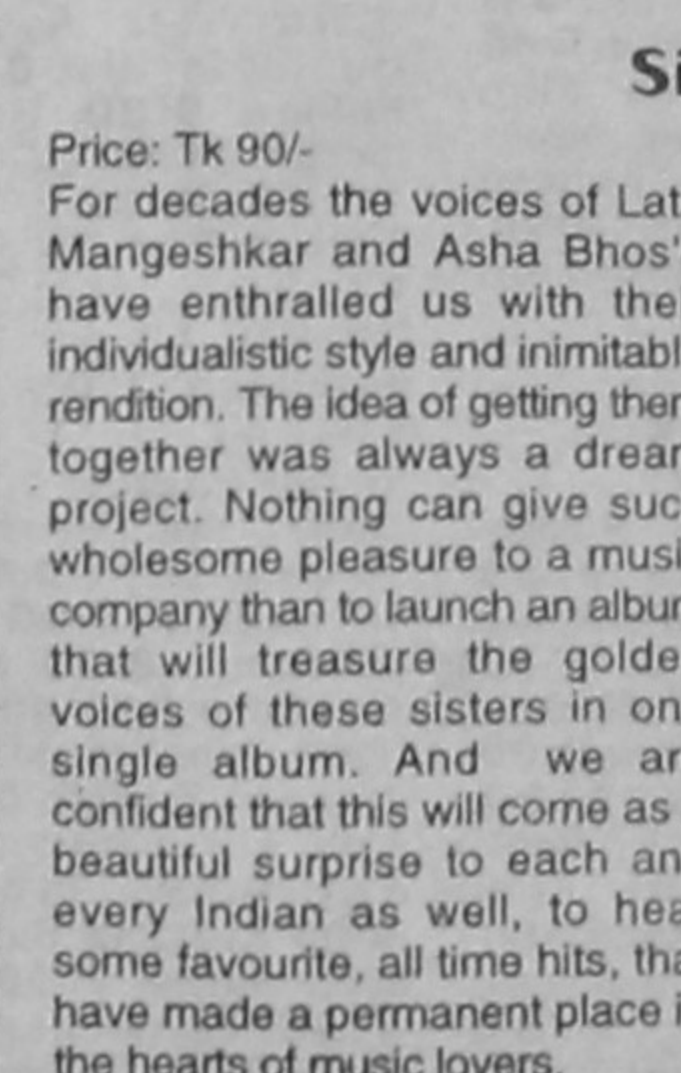 Si
Price: Tk 90/-
For decades the voices of Lat
Mangeshkar and Asha Bhos'
have enthralled us with the
individualistic style and inimitabl
rendition. The idea of getting ther
together was always a drear
project. Nothing can give suc
wholesome pleasure to a musi
company than to launch an albur
that will treasure the golde
voices of these sisters in on
single album. And we ar
confident that this will come as
beautiful surprise to each an
every Indian as well, to hea
some favourite, all time hits, tha
have made a permanent place i
the hearts of music lovers.